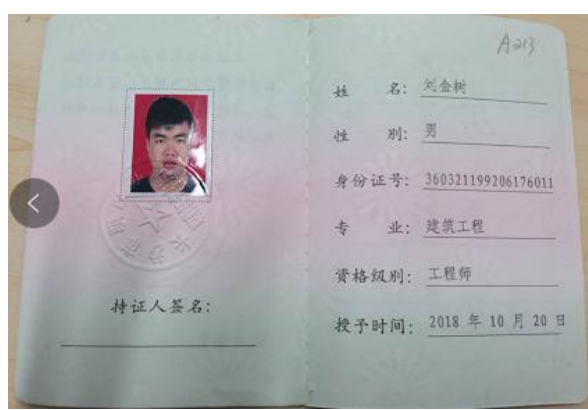 A213
姓 名: 刘金树
性 别: 男
身份证号: 360321199206176011
专 业: 建筑工程
资格级别: 工程师
授予时间: 2018 年 10 月 20 日
持证人签名: